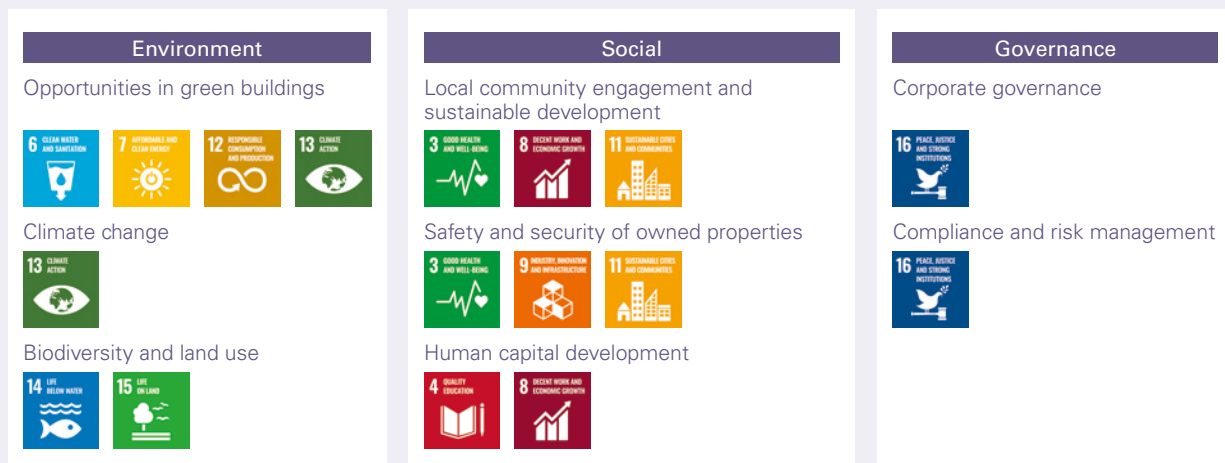 Environment
Opportunities in green buildings
6 CLEAN WATER
AND SANITATION
7 AFFORDABLE AND
CLEAN ENERGY
12 RESPONSIBLE
CONSUMPTION
AND PRODUCTION
13 CLIMATE
ACTION
Climate change
13 CLIMATE
ACTION
Biodiversity and land use
14 LIFE
BELOW WATER
15 LIFE
ON LAND
Social
Local community engagement and
sustainable development
3 GOOD HEALTH
AND WELL-BEING
8 DECENT WORK AND
ECONOMIC GROWTH
11 SUSTAINABLE CITIES
AND COMMUNITIES
Safety and security of owned properties
3 GOOD HEALTH
AND WELL-BEING
9 INDUSTRY, INNOVATION
AND INFRASTRUCTURE
11 SUSTAINABLE CITIES
AND COMMUNITIES
Human capital development
4 QUALITY
EDUCATION
8 DECENT WORK AND
ECONOMIC GROWTH
Governance
Corporate governance
16 PEACE, JUSTICE
AND STRONG
INSTITUTIONS
Compliance and risk management
16 PEACE, JUSTICE
AND STRONG
INSTITUTIONS